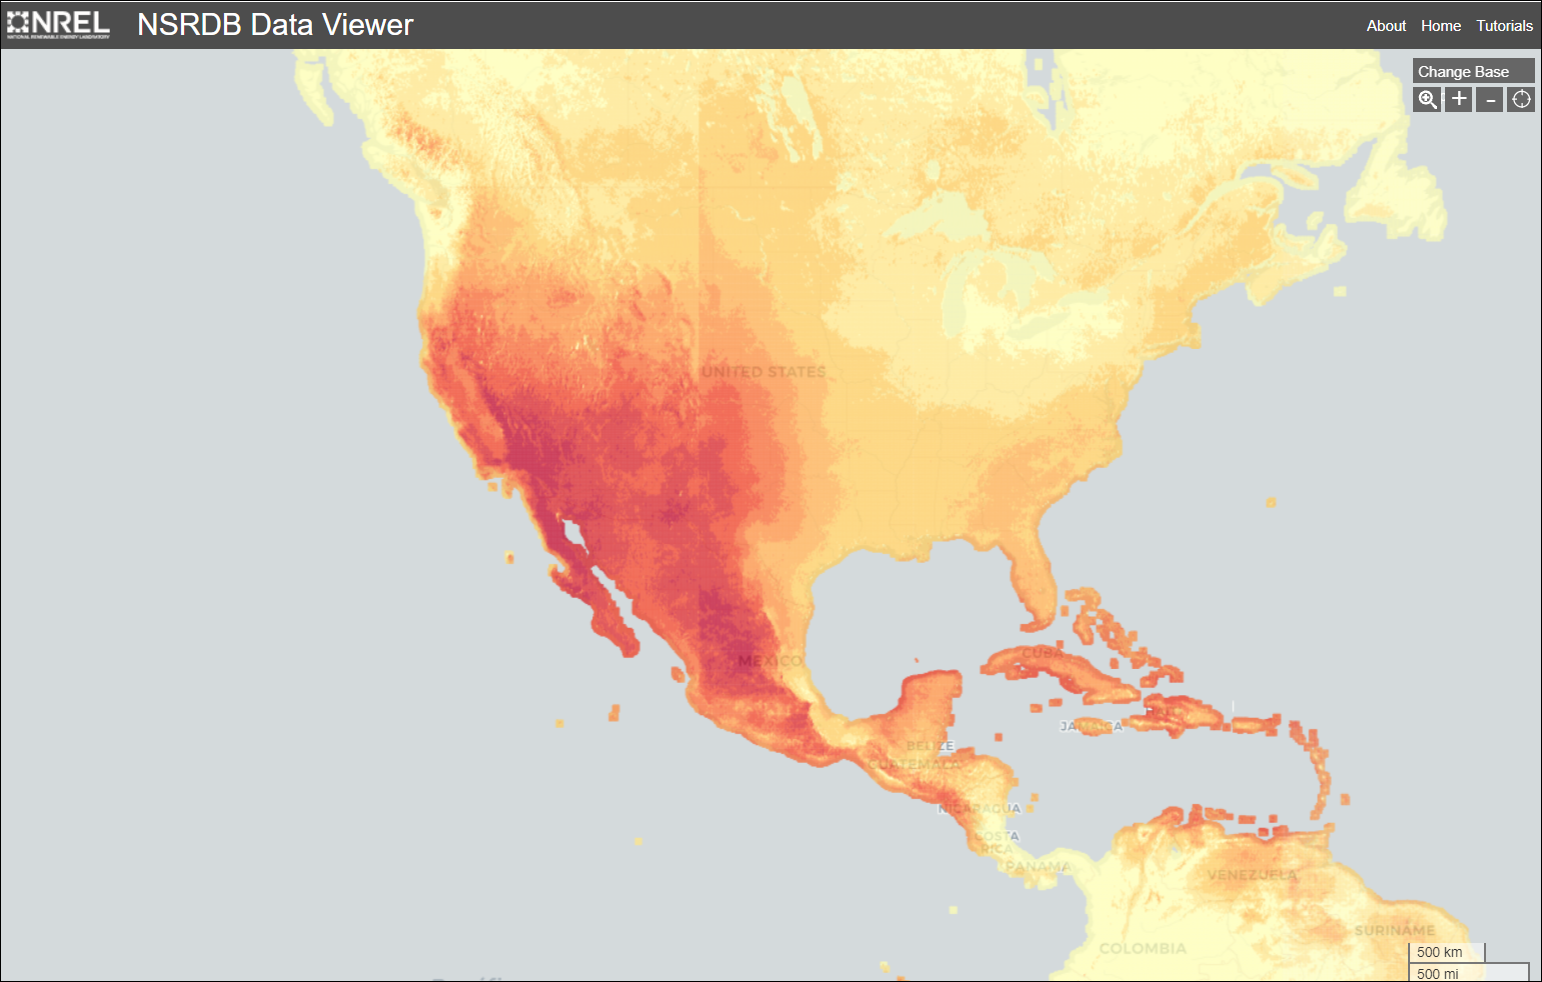 NREL
NATIONAL RENEWABLE ENERGY LABORATORY
NSRDB Data Viewer
About Home Tutorials
Change Base
+ -
UNITED STATES
MEXICO
CUBA
JAMAICA
BELIZE
GUATEMALA
NICARAGUA
COSTA
RICA
PANAMA
VENEZUELA
SURINAME
COLOMBIA
500 km
500 mi